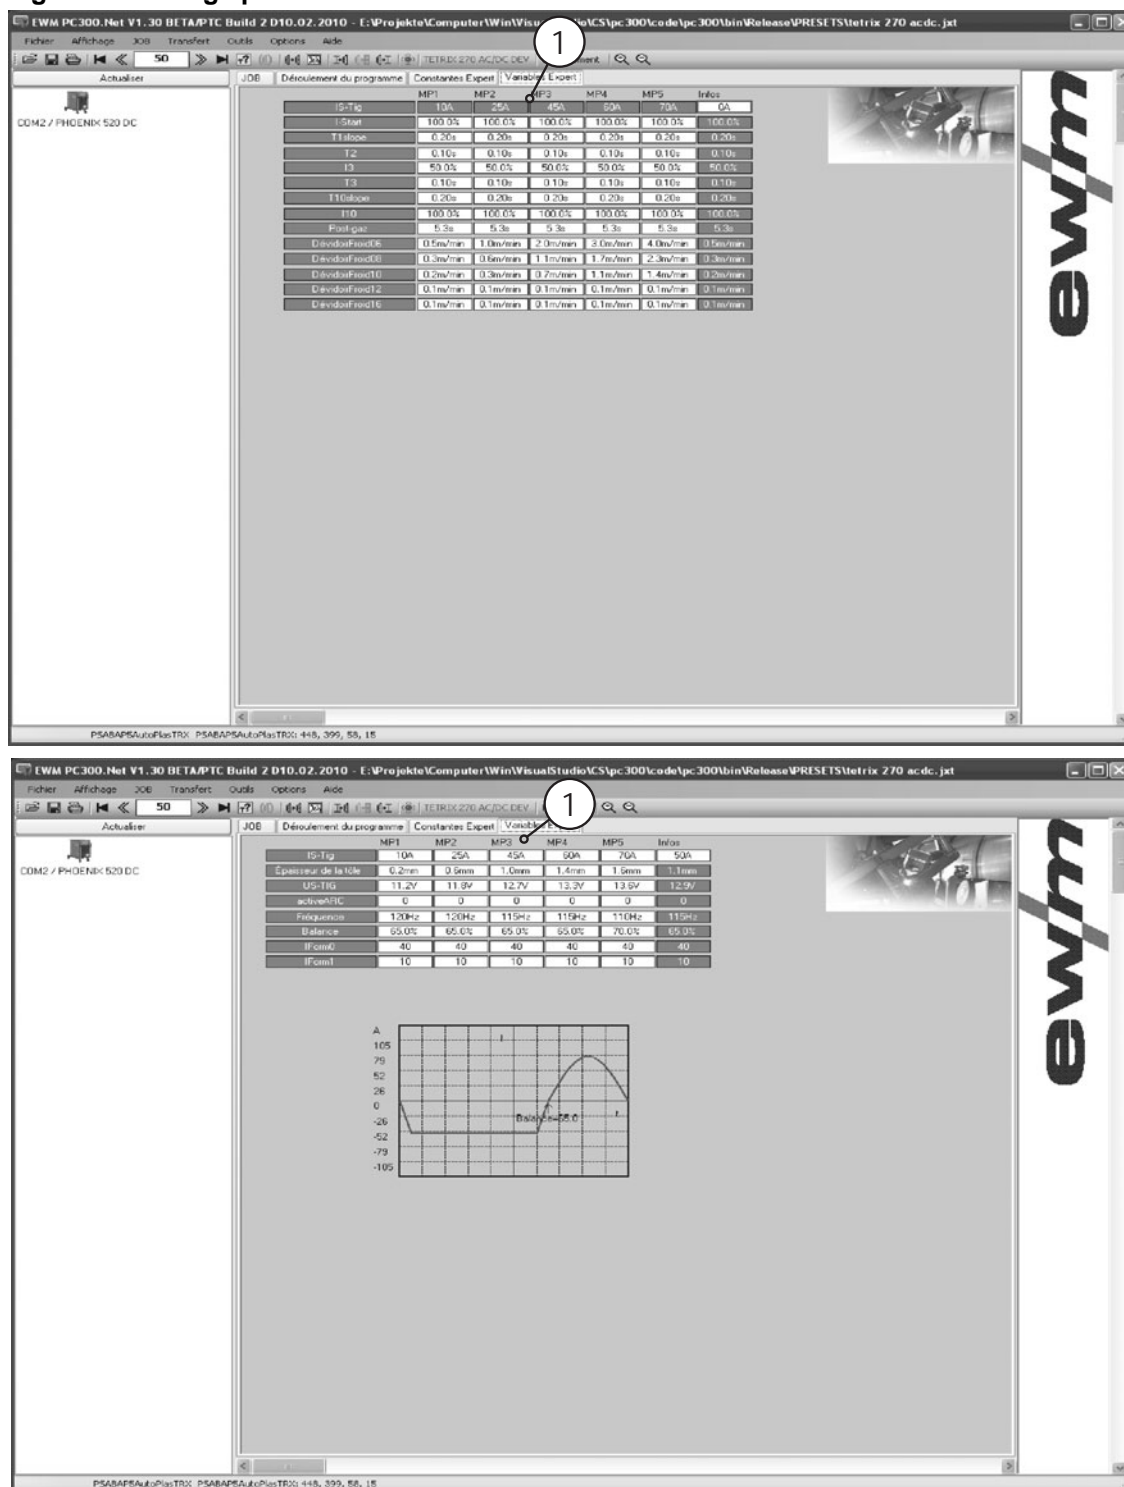 EWM PC300.Net V1.30 BETA/PTC Build 2 D10.02.2010 - E:\Projekte\Computer\Win\Visual dio\CS\pc300\code\pc300\bin\Release\PRESETS\tetrix 270 acdc.jxt
1
Fichier Affichage JOB Transfert Outils Options Aide
50 TETRIX 270 AC/DC DEV
Actualiser JOB Déroulement du programme Constantes Expert Variables Expert
COM2 / PHOENIX 520 DC
MP1 MP2 MP3 MP4 MP5 Infos
IS-Tig 10A 25A 45A 60A 70A 0A
I-Start 100.0% 100.0% 100.0% 100.0% 100.0% 100.0%
T1slope 0.20s 0.20s 0.20s 0.20s 0.20s 0.20s
T2 0.10s 0.10s 0.10s 0.10s 0.10s 0.10s
I3 50.0% 50.0% 50.0% 50.0% 50.0% 50.0%
T3 0.10s 0.10s 0.10s 0.10s 0.10s 0.10s
T10slope 0.20s 0.20s 0.20s 0.20s 0.20s 0.20s
I10 100.0% 100.0% 100.0% 100.0% 100.0% 100.0%
Post-gaz 5.3s 5.3s 5.3s 5.3s 5.3s 5.3s
DévidoirFroid06 0.5m/min 1.0m/min 2.0m/min 3.0m/min 4.0m/min 0.5m/min
DévidoirFroid08 0.3m/min 0.6m/min 1.1m/min 1.7m/min 2.3m/min 0.3m/min
DévidoirFroid10 0.2m/min 0.3m/min 0.7m/min 1.1m/min 1.4m/min 0.2m/min
DévidoirFroid12 0.1m/min 0.1m/min 0.1m/min 0.1m/min 0.1m/min 0.1m/min
DévidoirFroid16 0.1m/min 0.1m/min 0.1m/min 0.1m/min 0.1m/min 0.1m/min
ewm
PSABAPSAutoPlasTRX PSABAPSAutoPlasTRX: 448, 399, 58, 15
EWM PC300.Net V1.30 BETA/PTC Build 2 D10.02.2010 - E:\Projekte\Computer\Win\VisualStudio\CS\pc300\code\pc300\bin\Release\PRESETS\tetrix 270 acdc.jxt
1
Fichier Affichage JOB Transfert Outils Options Aide
50 TETRIX 270 AC/DC DEV
Actualiser JOB Déroulement du programme Constantes Expert Variables
COM2 / PHOENIX 520 DC
MP1 MP2 MP3 MP4 MP5 Infos
IS-Tig 10A 25A 45A 60A 70A 50A
Épaisseur de la tôle 0.2mm 0.6mm 1.0mm 1.4mm 1.6mm 1.1mm
US-TIG 11.2V 11.8V 12.7V 13.3V 13.6V 12.9V
activeARC 0 0 0 0 0 0
Fréquence 120Hz 120Hz 115Hz 115Hz 110Hz 115Hz
Balance 65.0% 65.0% 65.0% 65.0% 70.0% 65.0%
IForm0 40 40 40 40 40 40
IForm1 10 10 10 10 10 10
A
105
79
52
26
0
-26
-52
-79
-105
I
Balance=65.0
t
ewm
PSABAPSAutoPlasTRX PSABAPSAutoPlasTRX: 448, 399, 58, 15